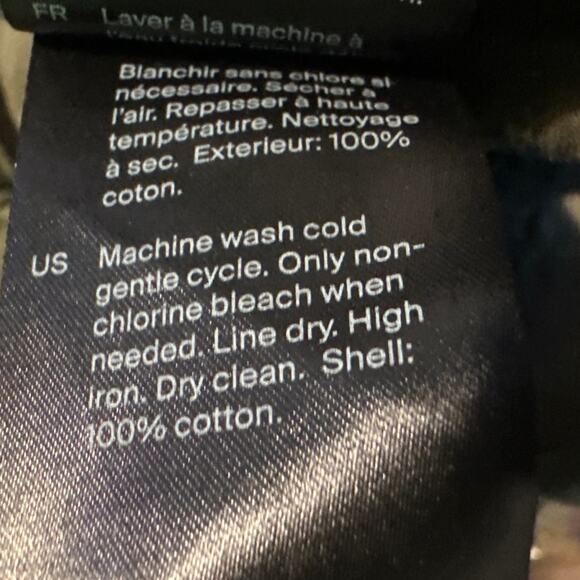 FR Laver à la machine à
Blanchir sans chlore si
nécessaire. Sécher à
l'air. Repasser à haute
température. Nettoyage
à sec. Exterieur: 100%
coton.
US Machine wash cold
gentle cycle. Only non-
chlorine bleach when
needed. Line dry. High
iron. Dry clean. Shell:
100% cotton.